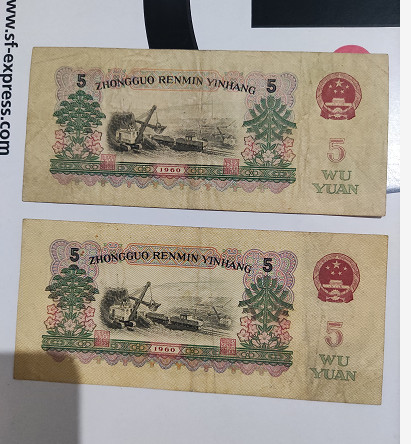 www.sf-express.com
5 ZHONGGUO RENMIN YINHANG 5
1960
5
WU
YUAN
5 ZHONGGUO RENMIN YINHANG 5
1960
5
WU
YUAN